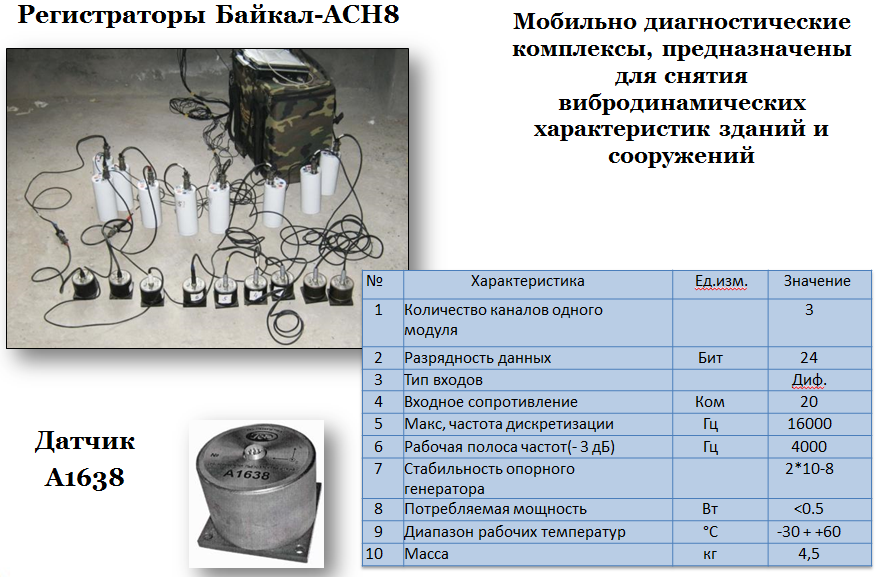 Регистраторы Байкал-АСН8
Мобильно диагностические
комплексы, предназначены
для снятия
вибродинамических
характеристик зданий и
сооружений
№ Характеристика Ед.изм. Значение
1 Количество каналов одного
модуля 3
2 Разрядность данных Бит 24
3 Тип входов Диф.
4 Входное сопротивление Ком 20
5 Макс, частота дискретизации Гц 16000
6 Рабочая полоса частот(- 3 дБ) Гц 4000
7 Стабильность опорного
генератора 2*10-8
8 Потребляемая мощность Вт <0.5
9 Диапазон рабочих температур °С -30 + +60
10 Масса кг 4,5
Датчик
А1638
№
А1638